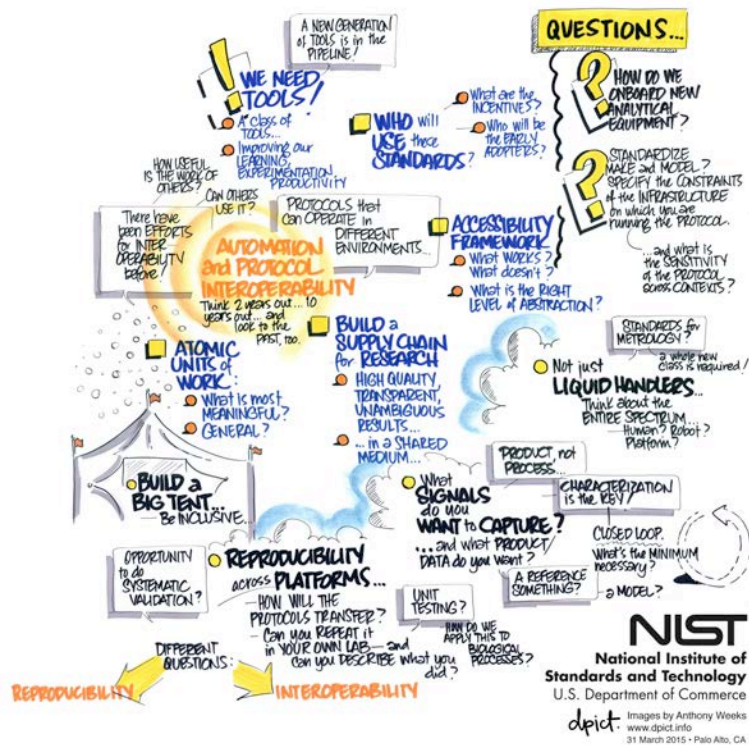 A NEW GENERATION
of TOOLS is in the
PIPELINE!
WE NEED
TOOLS!
A class of
TOOLS...
Improving our
LEARNING,
EXPERIMENTATION,
PRODUCTIVITY
WHO will
USE these
STANDARDS?
What are the
INCENTIVES?
Who will be
the EARLY
ADOPTERS?
QUESTIONS...
HOW DO WE
ONBOARD NEW
ANALYTICAL
EQUIPMENT?
STANDARDIZE
MAKE and MODEL?
SPECIFY the CONSTRAINTS
of the INFRASTRUCTURE
on which you are
running the PROTOCOL.
...and what
is the SENSITIVITY
of the PROTOCOL
across CONTEXTS?
HOW USEFUL
IS THE WORK OF
OTHERS?
CAN OTHERS
USE IT?
There have
been EFFORTS
for INTER-
OPERABILITY
before!
PROTOCOLS that
can OPERATE in
DIFFERENT
ENVIRONMENTS...
AUTOMATION
and PROTOCOL
INTEROPERABILITY
Think 2 years out... 10
years out... and
look to the
PAST, too.
ACCESSIBILITY
FRAMEWORK
What WORKS?
What doesn't?
What is the RIGHT
LEVEL of ABSTRACTION?
ATOMIC
UNITS of
WORK:
What is most
MEANINGFUL?
GENERAL?
BUILD a
SUPPLY CHAIN
for RESEARCH
HIGH QUALITY,
TRANSPARENT,
UNAMBIGUOUS
RESULTS...
... in a SHARED
MEDIUM...
STANDARDS for
METROLOGY?
a whole new
class is required!
Not just
LIQUID HANDLERS...
Think about the
ENTIRE SPECTRUM...
Human? Robot?
Platform?
BUILD a
BIG TENT...
Be INCLUSIVE...
What
SIGNALS
do you
WANT to CAPTURE?
...and what PRODUCT/
DATA do you want?
PRODUCT, not
PROCESS...
CHARACTERIZATION
is the KEY!
CLOSED LOOP.
What's the MINIMUM
necessary?
A REFERENCE
SOMETHING?
a MODEL?
OPPORTUNITY
to do
SYSTEMATIC
VALIDATION?
REPRODUCIBILITY
across PLATFORMS...
— HOW WILL THE
PROTOCOLS TRANSFER?
— Can you REPEAT it
in YOUR OWN LAB — and
can you DESCRIBE what you
did?
UNIT
TESTING?
HOW DO WE
APPLY THIS TO
BIOLOGICAL
PROCESSES?
DIFFERENT
QUESTIONS:
REPRODUCIBILITY
INTEROPERABILITY
NIST
National Institute of
Standards and Technology
U.S. Department of Commerce
dpict.
Images by Anthony Weeks
www.dpict.info
31 March 2015 • Palo Alto, CA